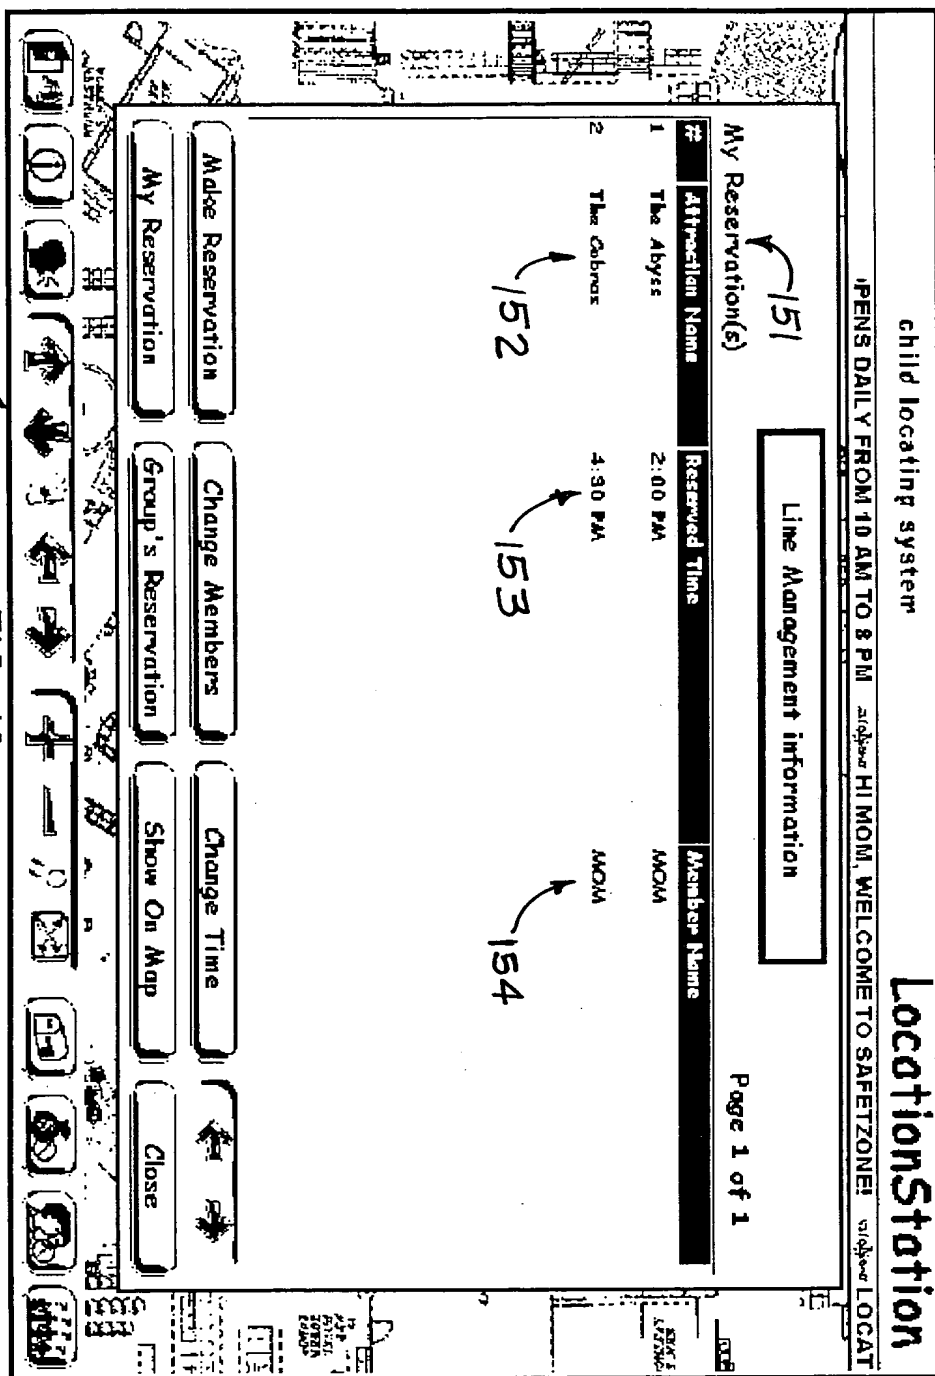 child locating system
LocationStation
PENS DAILY FROM 10 AM TO 8 PM HI MOM, WELCOME TO SAFETZONE! LOCAT
Line Management information
151
My Reservation(s)
Page 1 of 1
# Attraction Name Reserved Time Member Name
1 The Abyss 2:00 PM MOM
2 The Cobras 4:30 PM MOM
152
153
154
Make Reservation Change Members Change Time
My Reservation Group's Reservation Show On Map Close